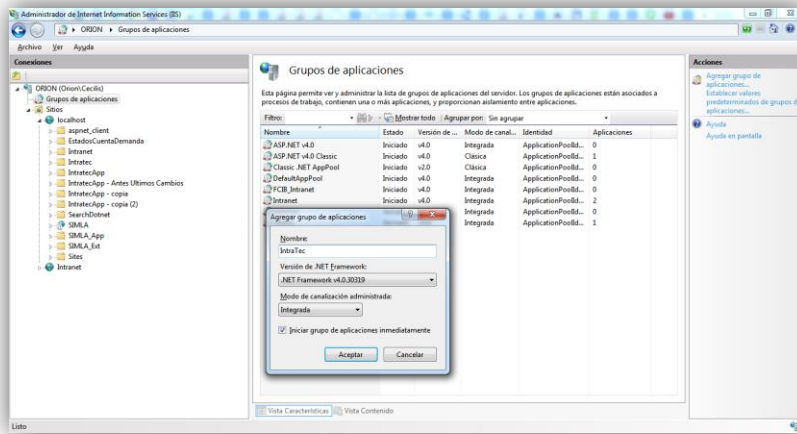 Administrador de Internet Information Services (IIS)
ORION
Grupos de aplicaciones
Archivo Ver Ayuda
Conexiones
ORION (Orion\Cecilis)
Grupos de aplicaciones
Sitios
localhost
aspnet_client
EstadosCuentaDemanda
Intranet
Intratec
IntratecApp
IntratecApp - Antes Ultimos Cambios
IntratecApp - copia
IntratecApp - copia (2)
SearchDotnet
SIMLA
SIMLA_App
SIMLA_Ext
Sites
Intranet
Grupos de aplicaciones
Esta página permite ver y administrar la lista de grupos de aplicaciones del servidor. Los grupos de aplicaciones están asociados a
procesos de trabajo, contienen una o más aplicaciones, y proporcionan aislamiento entre aplicaciones.
Filtro: Mostrar todo Agrupar por: Sin agrupar
Nombre Estado Versión de ... Modo de canal... Identidad Aplicaciones
ASP.NET v4.0 Iniciado v4.0 Integrada ApplicationPoolId... 0
ASP.NET v4.0 Classic Iniciado v4.0 Clásica ApplicationPoolId... 1
Classic .NET AppPool Iniciado v2.0 Clásica ApplicationPoolId... 0
DefaultAppPool Iniciado v4.0 Integrada ApplicationPoolId... 0
FCIB_Intranet Iniciado v4.0 Integrada ApplicationPoolId... 0
Intranet Iniciado v4.0 Integrada ApplicationPoolId... 2
Integrada ApplicationPoolId... 0
Integrada ApplicationPoolId... 1
Agregar grupo de aplicaciones
Nombre:
IntraTec
Versión de .NET Framework:
.NET Framework v4.0.30319
Modo de canalización administrada:
Integrada
Iniciar grupo de aplicaciones inmediatamente
Aceptar Cancelar
Vista Características Vista Contenido
Acciones
Agregar grupo de
aplicaciones...
Establecer valores
predeterminados de grupos de
aplicaciones...
Ayuda
Ayuda en pantalla
Listo